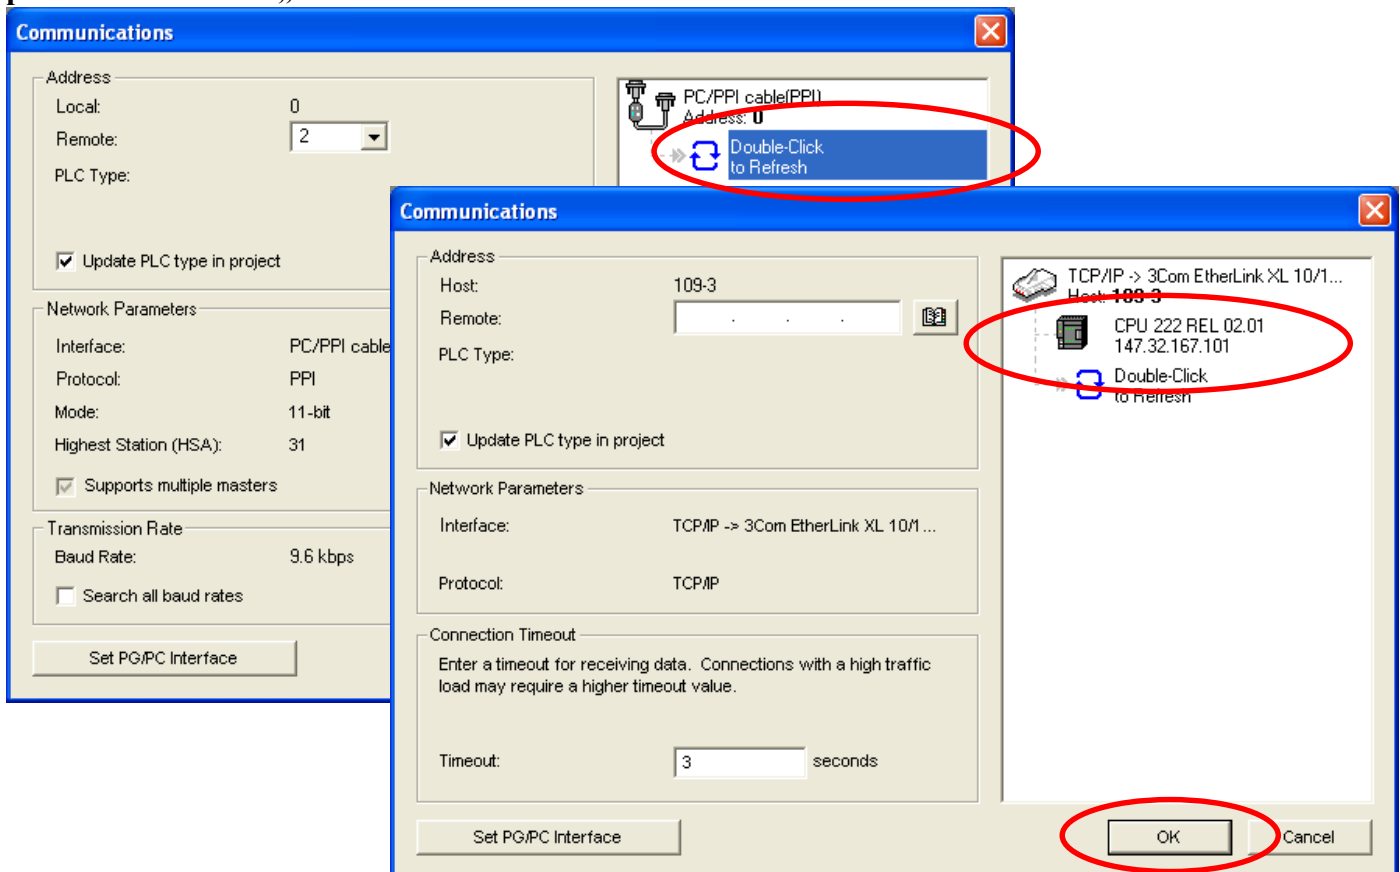 Communications
Address
Local: 0
Remote: 2
PLC Type:
Update PLC type in project
Network Parameters
Interface: PC/PPI cable
Protocol: PPI
Mode: 11-bit
Highest Station (HSA): 31
Supports multiple masters
Transmission Rate
Baud Rate: 9.6 kbps
Search all baud rates
Set PG/PC Interface
PC/PPI cable(PPI)
Address: 0
Double-Click
to Refresh
Communications
Address
Host: 109-3
Remote: . . .
PLC Type:
Update PLC type in project
Network Parameters
Interface: TCP/IP -> 3Com EtherLink XL 10/1...
Protocol: TCP/IP
Connection Timeout
Enter a timeout for receiving data. Connections with a high traffic
load may require a higher timeout value.
Timeout: 3 seconds
Set PG/PC Interface
TCP/IP -> 3Com EtherLink XL 10/1...
Host: 109-3
CPU 222 REL 02.01
147.32.167.101
Double-Click
to Refresh
OK
Cancel